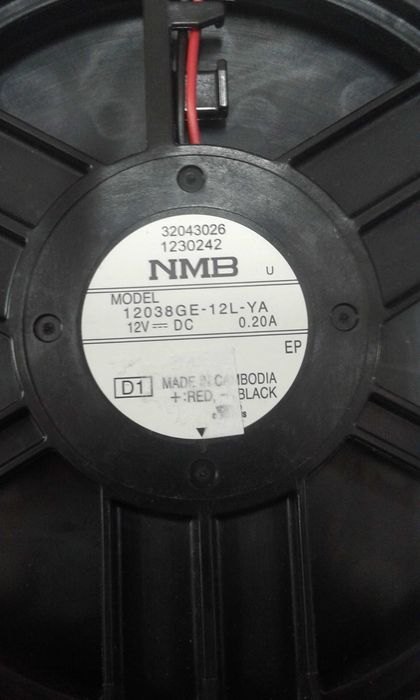 32043026
1230242
NMB U
MODEL
12038GE-12L-YA
12V⎓DC 0.20A
EP
D1 MADE IN CAMBODIA
+:RED, -:BLACK